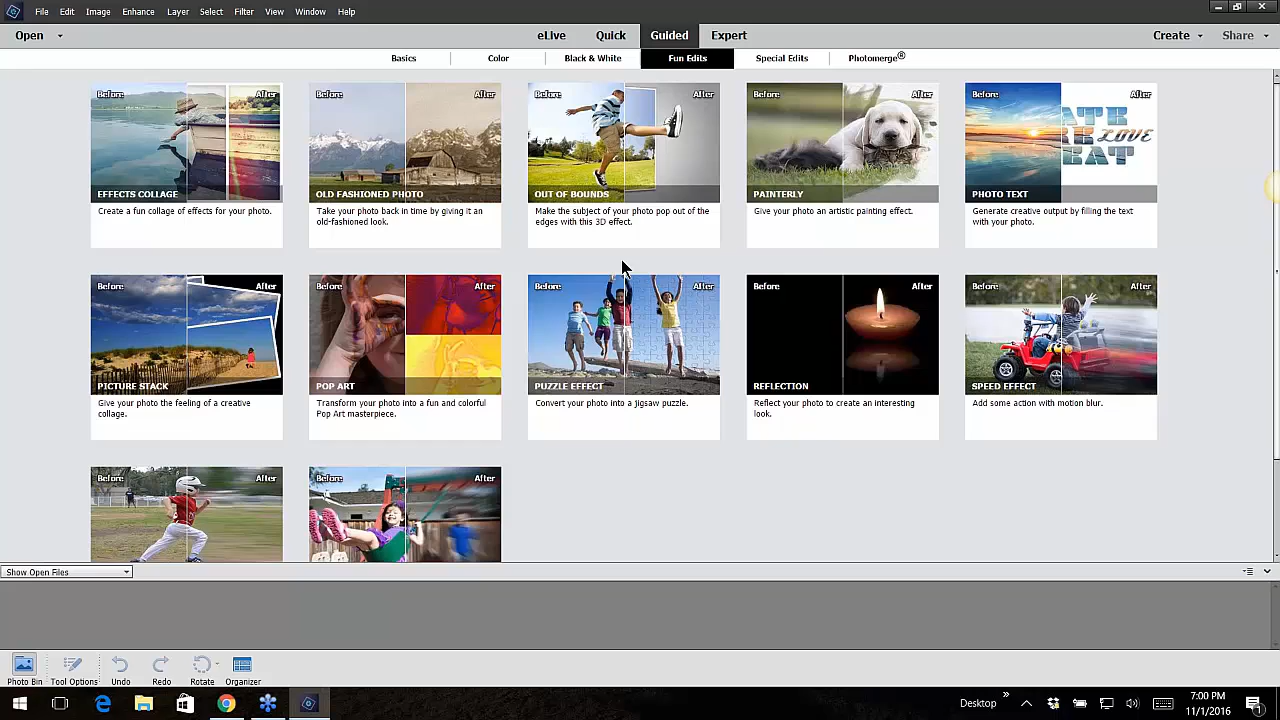 File Edit Image Enhance Layer Select Filter View Window Help
Open eLive Quick Guided Expert Create Share
Basics Color Black & White Fun Edits Special Edits Photomerge®
Before After Before After Before After Before After Before After
ATE
RE LOVE
EAT
EFFECTS COLLAGE OLD FASHIONED PHOTO OUT OF BOUNDS PAINTERLY PHOTO TEXT
Create a fun collage of effects for your photo.
Take your photo back in time by giving it an
old-fashioned look.
Make the subject of your photo pop out of the
edges with this 3D effect.
Give your photo an artistic painting effect.
Generate creative output by filling the text
with your photo.
Before After Before After Before After Before After Before After
PICTURE STACK POP ART PUZZLE EFFECT REFLECTION SPEED EFFECT
Give your photo the feeling of a creative
collage.
Transform your photo into a fun and colorful
Pop Art masterpiece.
Convert your photo into a jigsaw puzzle.
Reflect your photo to create an interesting
look.
Add some action with motion blur.
Before After Before After
Show Open Files
Photo Bin Tool Options Undo Redo Rotate Organizer
Desktop
7:00 PM
11/1/2016